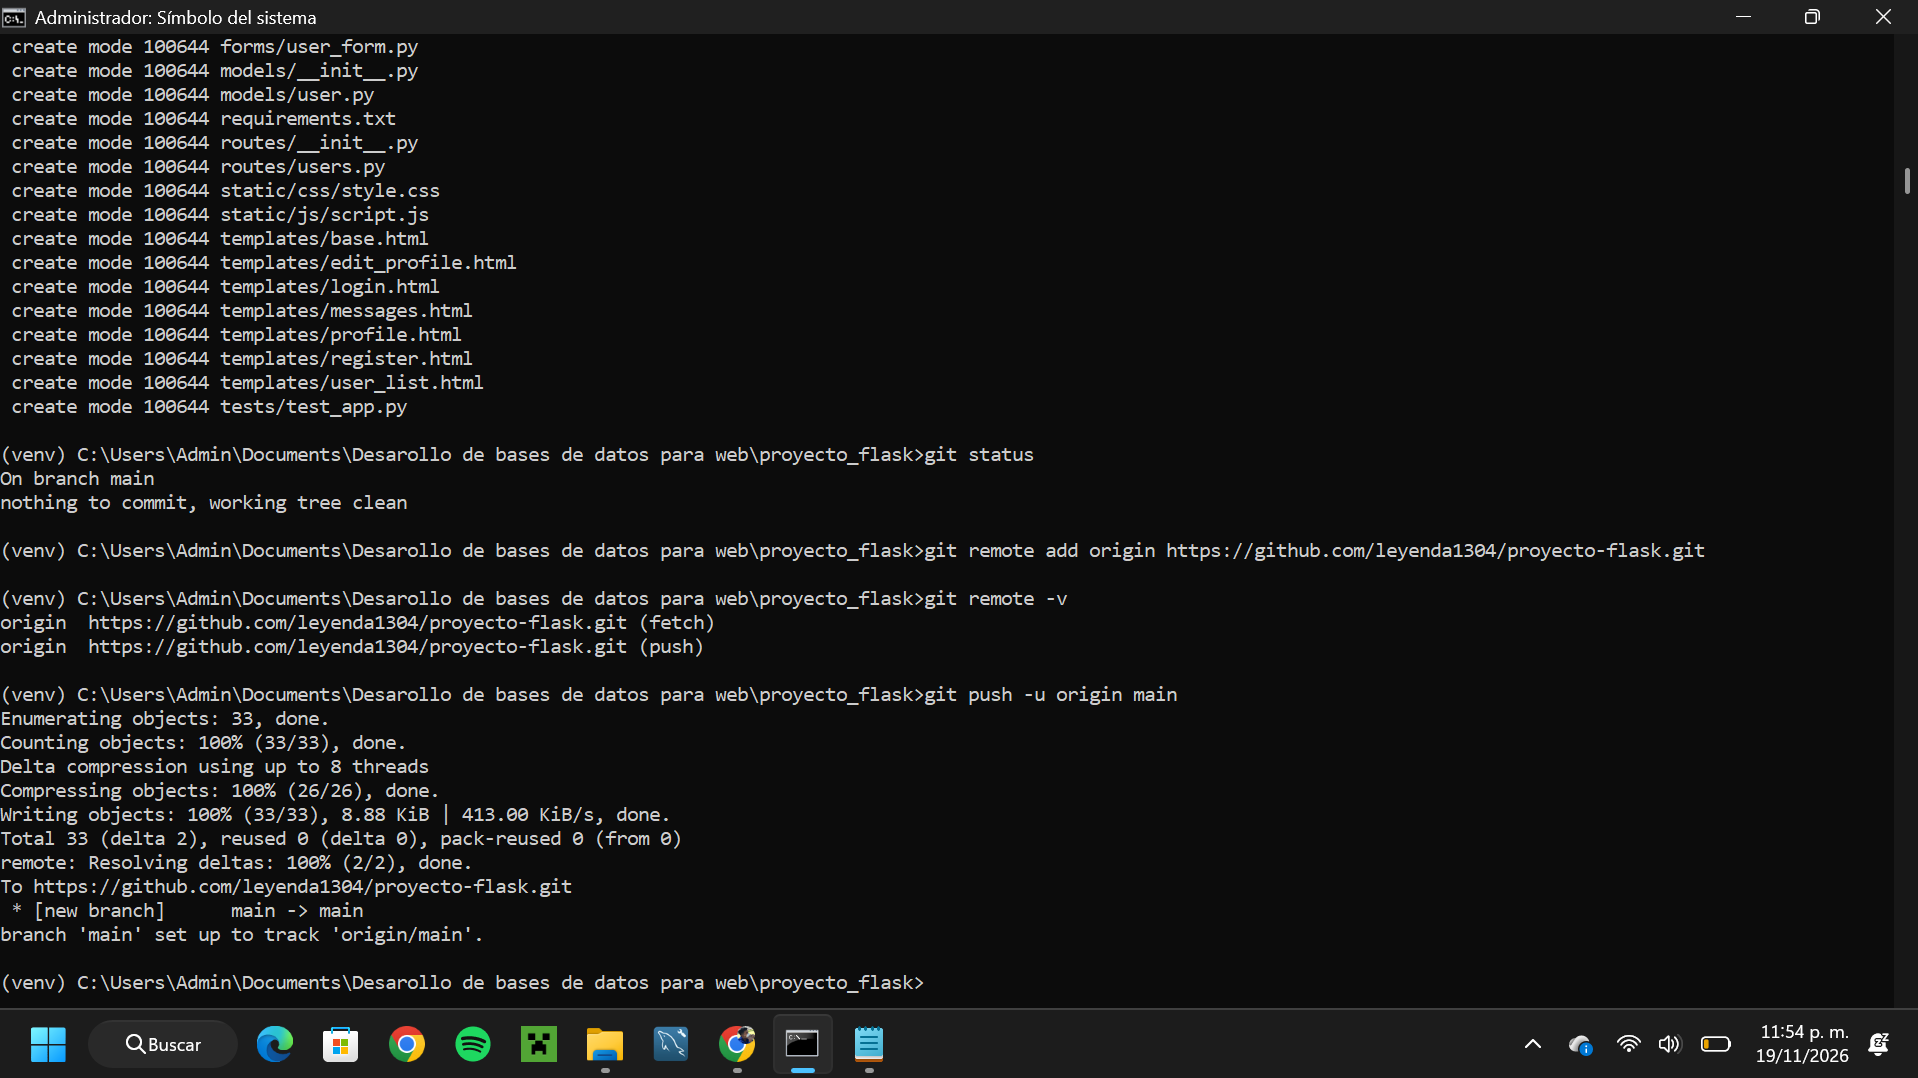 Administrador: Símbolo del sistema
create mode 100644 forms/user_form.py
create mode 100644 models/__init__.py
create mode 100644 models/user.py
create mode 100644 requirements.txt
create mode 100644 routes/__init__.py
create mode 100644 routes/users.py
create mode 100644 static/css/style.css
create mode 100644 static/js/script.js
create mode 100644 templates/base.html
create mode 100644 templates/edit_profile.html
create mode 100644 templates/login.html
create mode 100644 templates/messages.html
create mode 100644 templates/profile.html
create mode 100644 templates/register.html
create mode 100644 templates/user_list.html
create mode 100644 tests/test_app.py
(venv) C:\Users\Admin\Documents\Desarollo de bases de datos para web\proyecto_flask>git status
On branch main
nothing to commit, working tree clean
(venv) C:\Users\Admin\Documents\Desarollo de bases de datos para web\proyecto_flask>git remote add origin https://github.com/leyenda1304/proyecto-flask.git
(venv) C:\Users\Admin\Documents\Desarollo de bases de datos para web\proyecto_flask>git remote -v
origin  https://github.com/leyenda1304/proyecto-flask.git (fetch)
origin  https://github.com/leyenda1304/proyecto-flask.git (push)
(venv) C:\Users\Admin\Documents\Desarollo de bases de datos para web\proyecto_flask>git push -u origin main
Enumerating objects: 33, done.
Counting objects: 100% (33/33), done.
Delta compression using up to 8 threads
Compressing objects: 100% (26/26), done.
Writing objects: 100% (33/33), 8.88 KiB | 413.00 KiB/s, done.
Total 33 (delta 2), reused 0 (delta 0), pack-reused 0 (from 0)
remote: Resolving deltas: 100% (2/2), done.
To https://github.com/leyenda1304/proyecto-flask.git
 * [new branch]      main -> main
branch 'main' set up to track 'origin/main'.
(venv) C:\Users\Admin\Documents\Desarollo de bases de datos para web\proyecto_flask>
Buscar
11:54 p. m.
19/11/2026